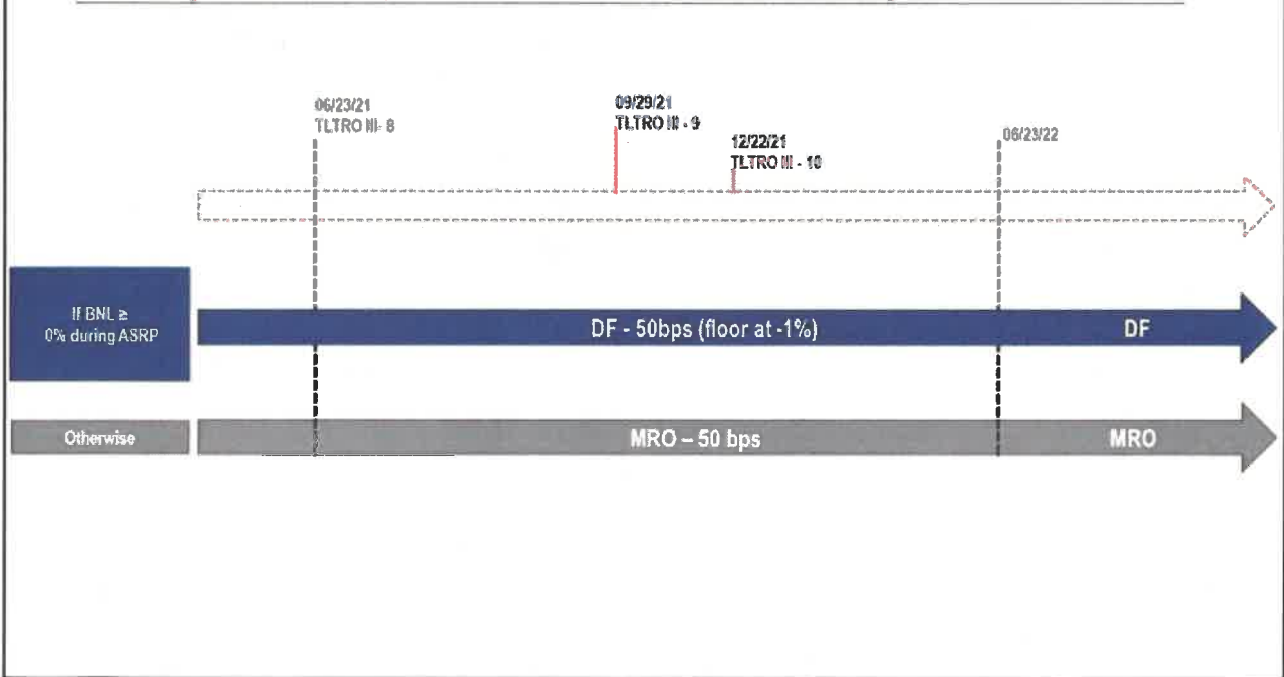 06/23/21
TLTRO III- 8
09/29/21
TLTRO III - 9
12/22/21
TLTRO III - 10
06/23/22
If BNL ≥
0% during ASRP
DF - 50bps (floor at -1%)
DF
Otherwise
MRO – 50 bps
MRO